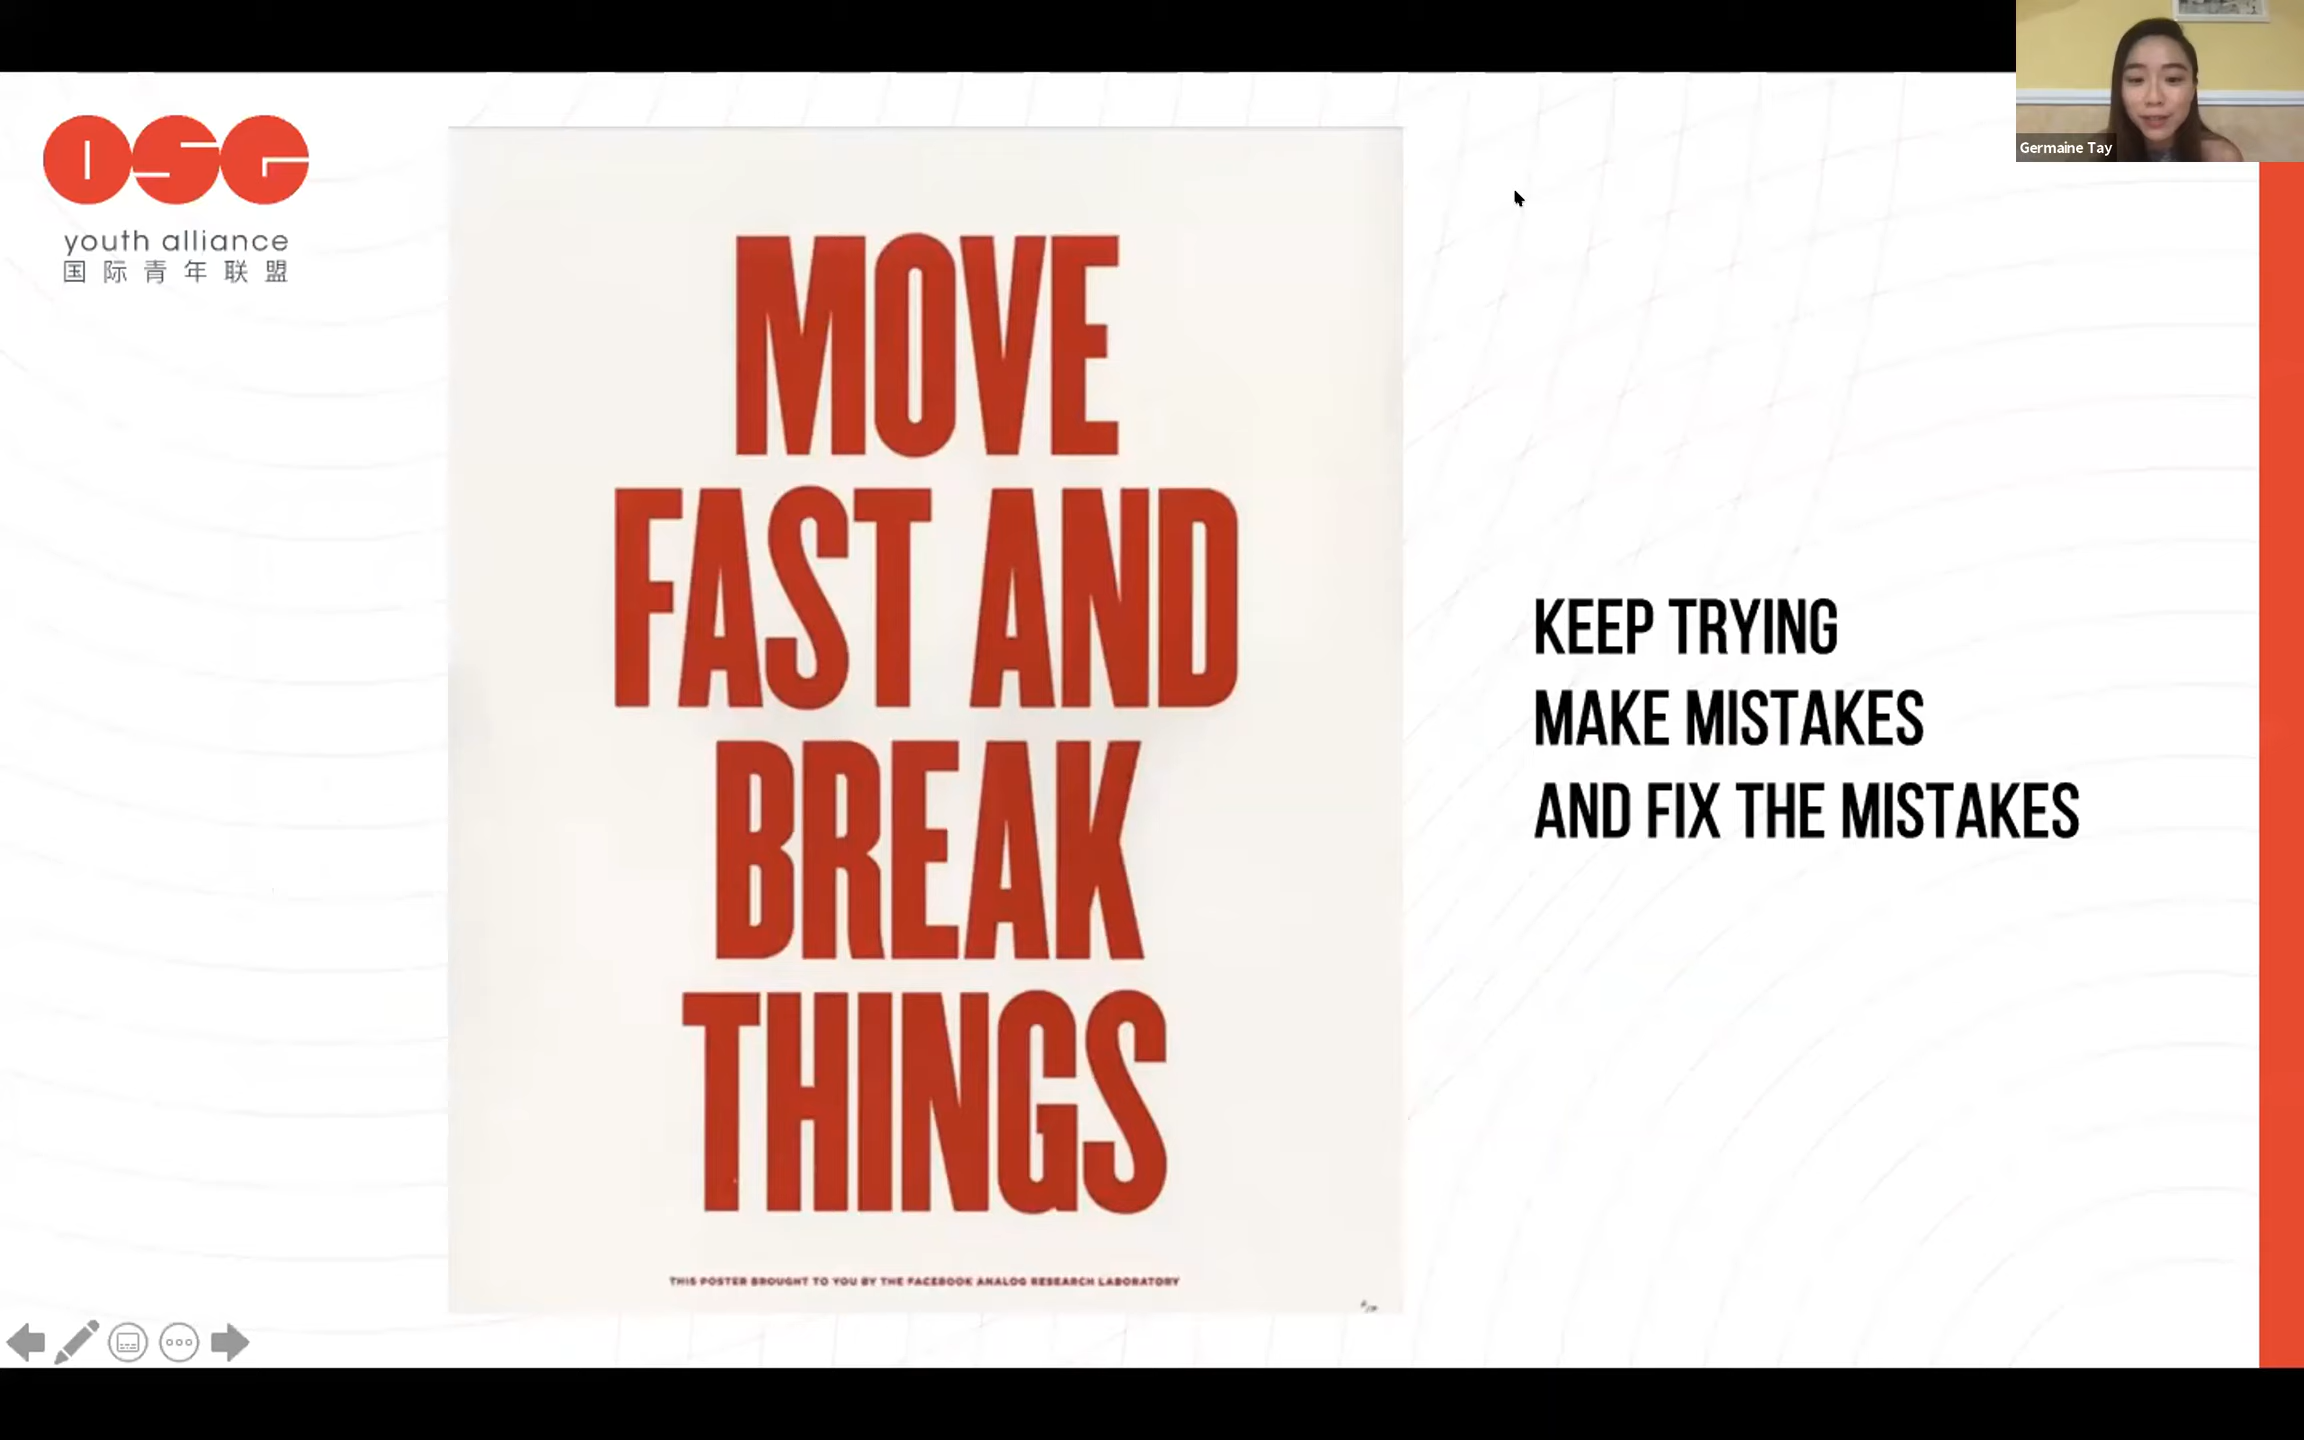 OSG
youth alliance
国际青年联盟
MOVE
FAST AND
BREAK
THINGS
THIS POSTER BROUGHT TO YOU BY THE FACEBOOK ANALOG RESEARCH LABORATORY
KEEP TRYING
MAKE MISTAKES
AND FIX THE MISTAKES
Germaine Tay